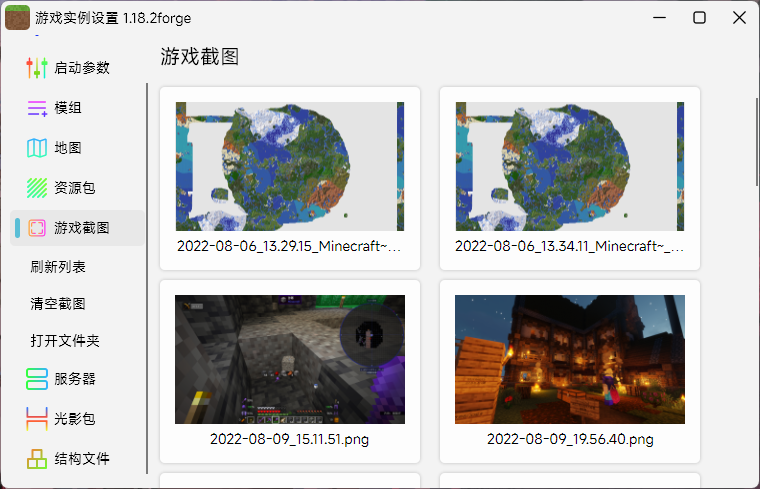 游戏实例设置 1.18.2forge
启动参数
模组
地图
资源包
游戏截图
刷新列表
清空截图
打开文件夹
服务器
光影包
结构文件
游戏截图
2022-08-06_13.29.15_Minecraft~...
2022-08-06_13.34.11_Minecraft~_...
2022-08-09_15.11.51.png
2022-08-09_19.56.40.png